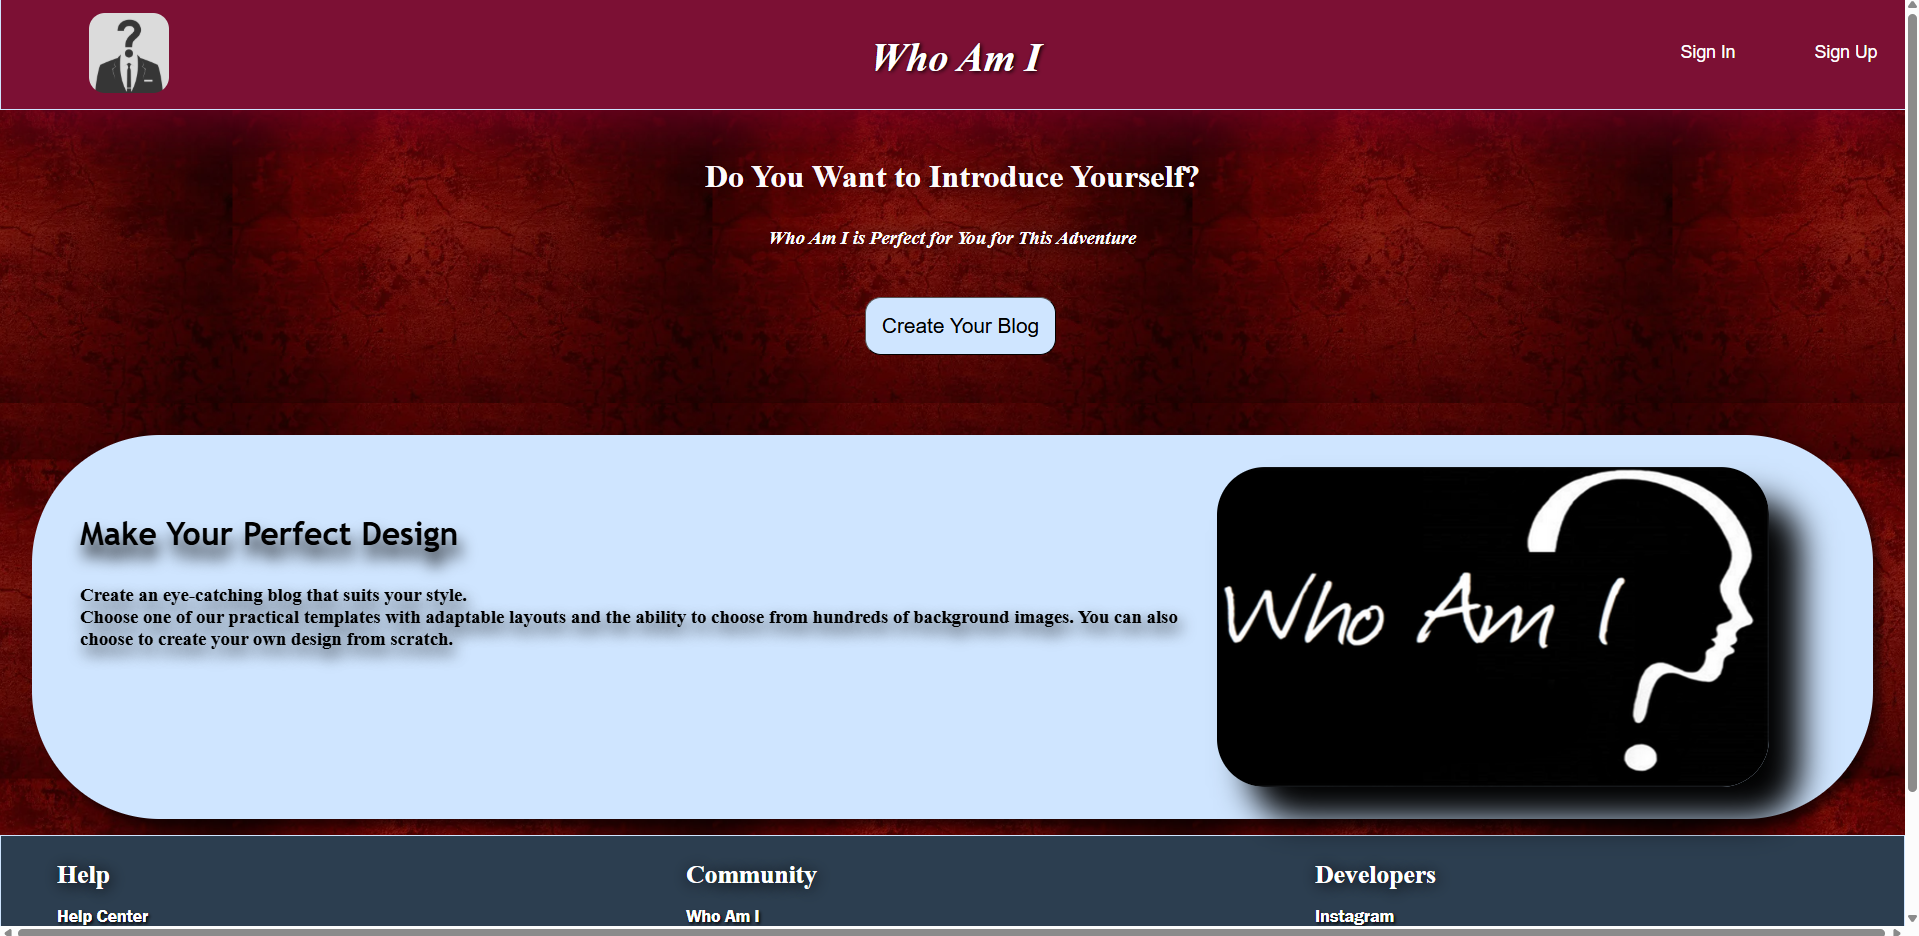 ?
Who Am I
Sign In
Sign Up
Do You Want to Introduce Yourself?
Who Am I is Perfect for You for This Adventure
Create Your Blog
Make Your Perfect Design
Create an eye-catching blog that suits your style.
Choose one of our practical templates with adaptable layouts and the ability to choose from hundreds of background images. You can also
choose to create your own design from scratch.
Who Am I ?
Help
Community
Developers
Help Center
Who Am I
Instagram